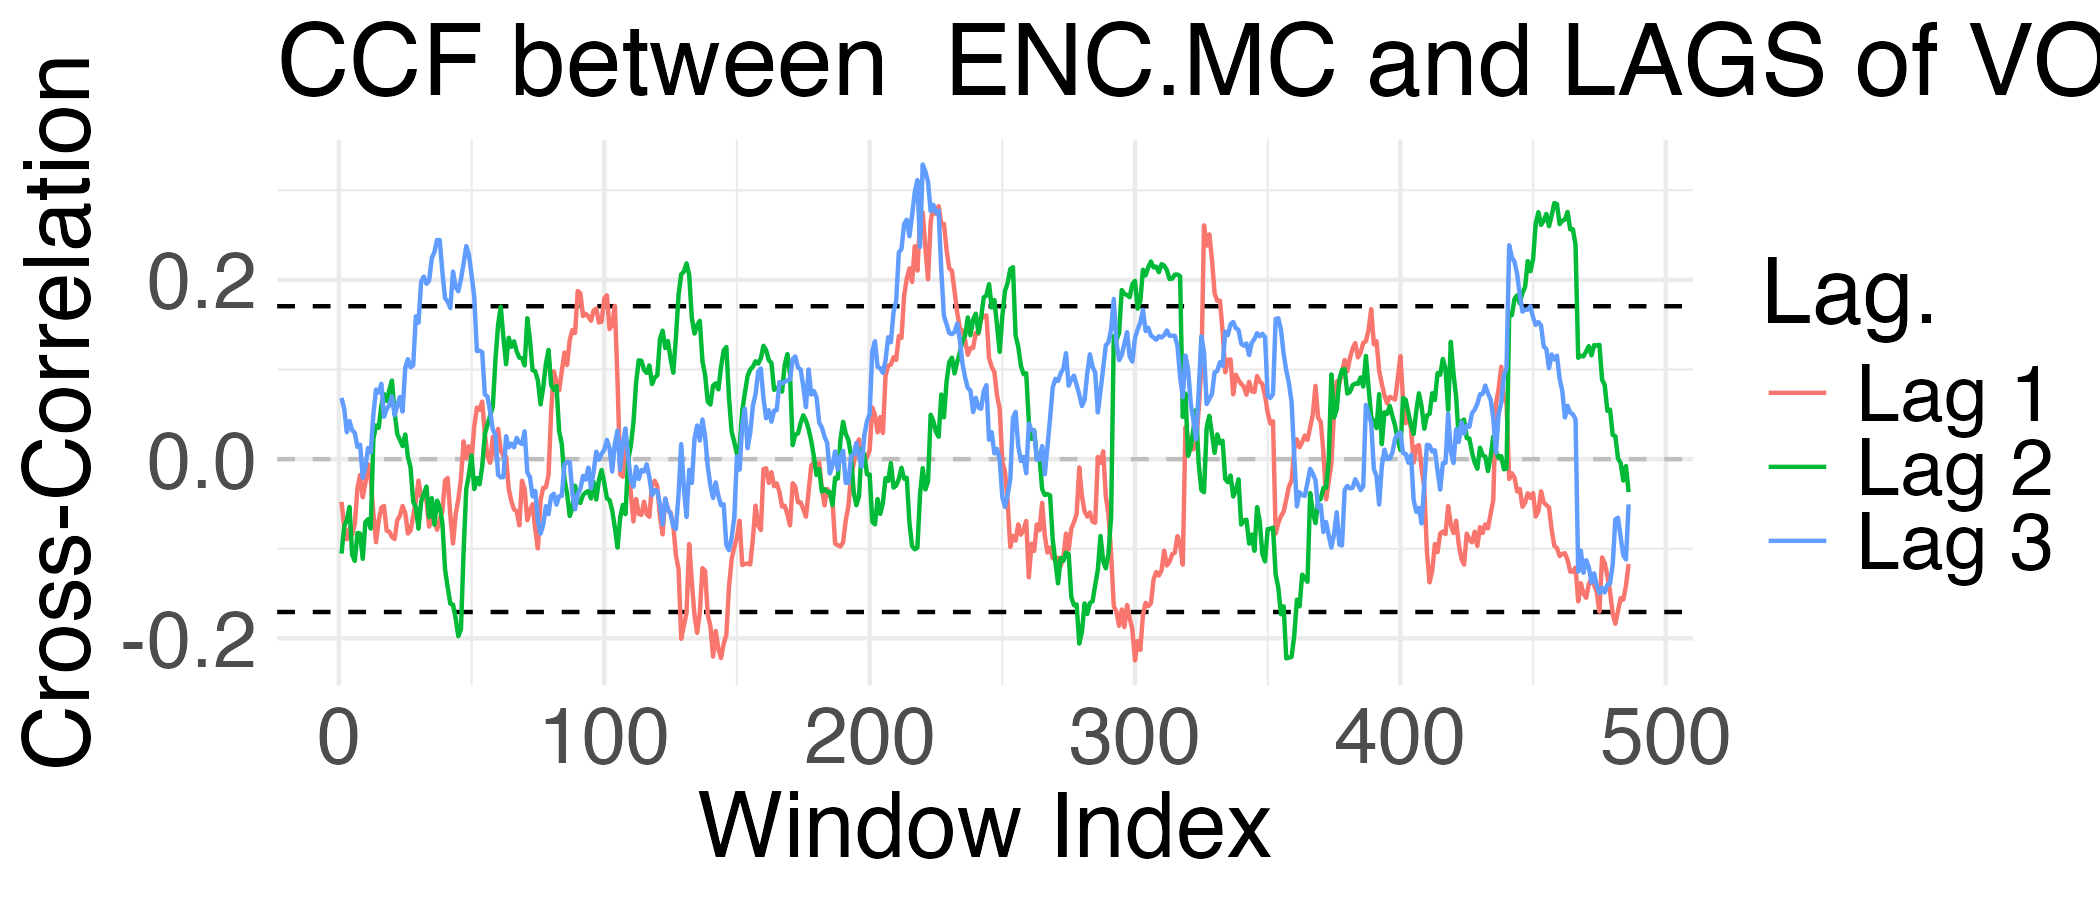 CCF between ENC.MC and LAGS of VO
Cross-Correlation
0.2
0.0
-0.2
0 100 200 300 400 500
Window Index
Lag.
Lag 1
Lag 2
Lag 3